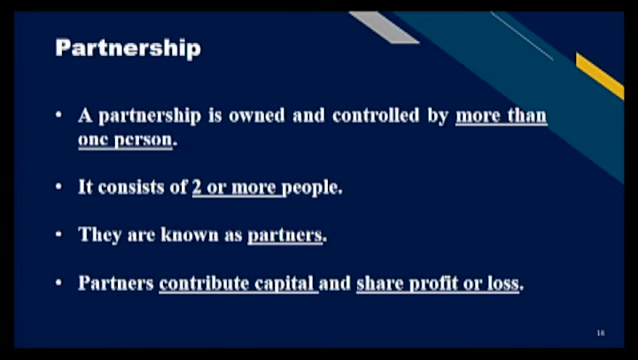 Partnership
• A partnership is owned and controlled by more than
one person.
• It consists of 2 or more people.
• They are known as partners.
• Partners contribute capital and share profit or loss.
18